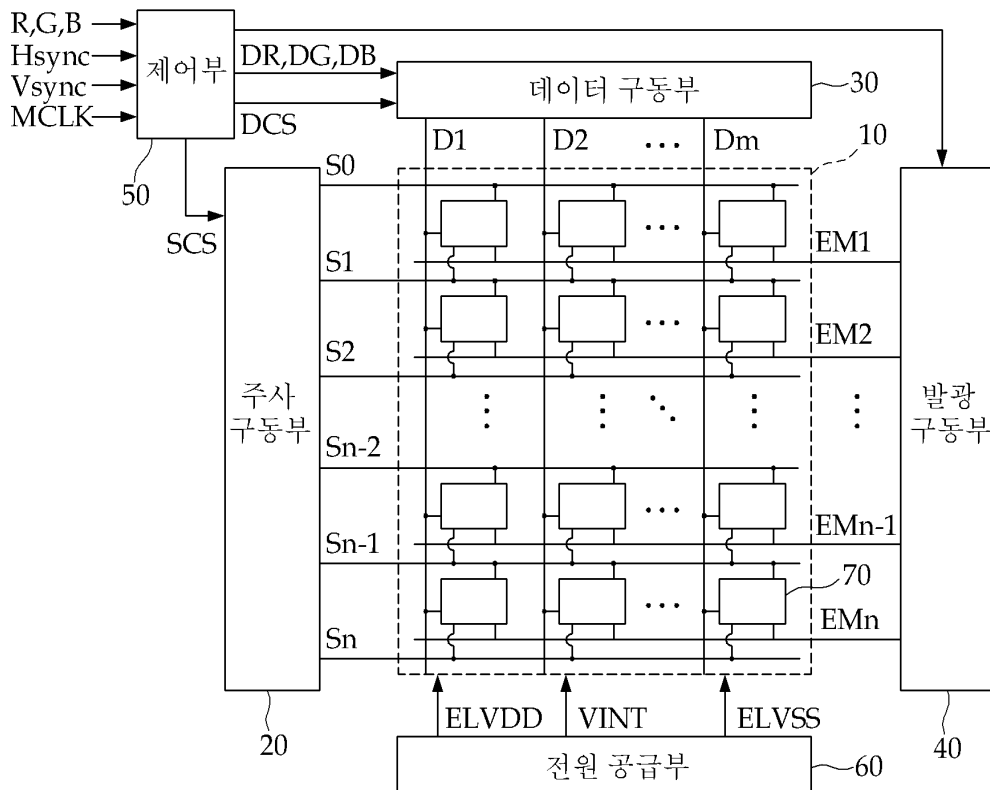 R,G,B
Hsync
Vsync
MCLK
제어부
DR,DG,DB
DCS
50
SCS
데이터 구동부
30
D1 D2 Dm
10
S0
S1
S2
Sn-2
Sn-1
Sn
주사
구동부
20
EM1
EM2
EMn-1
70
EMn
발광
구동부
40
ELVDD VINT ELVSS
전원 공급부
60